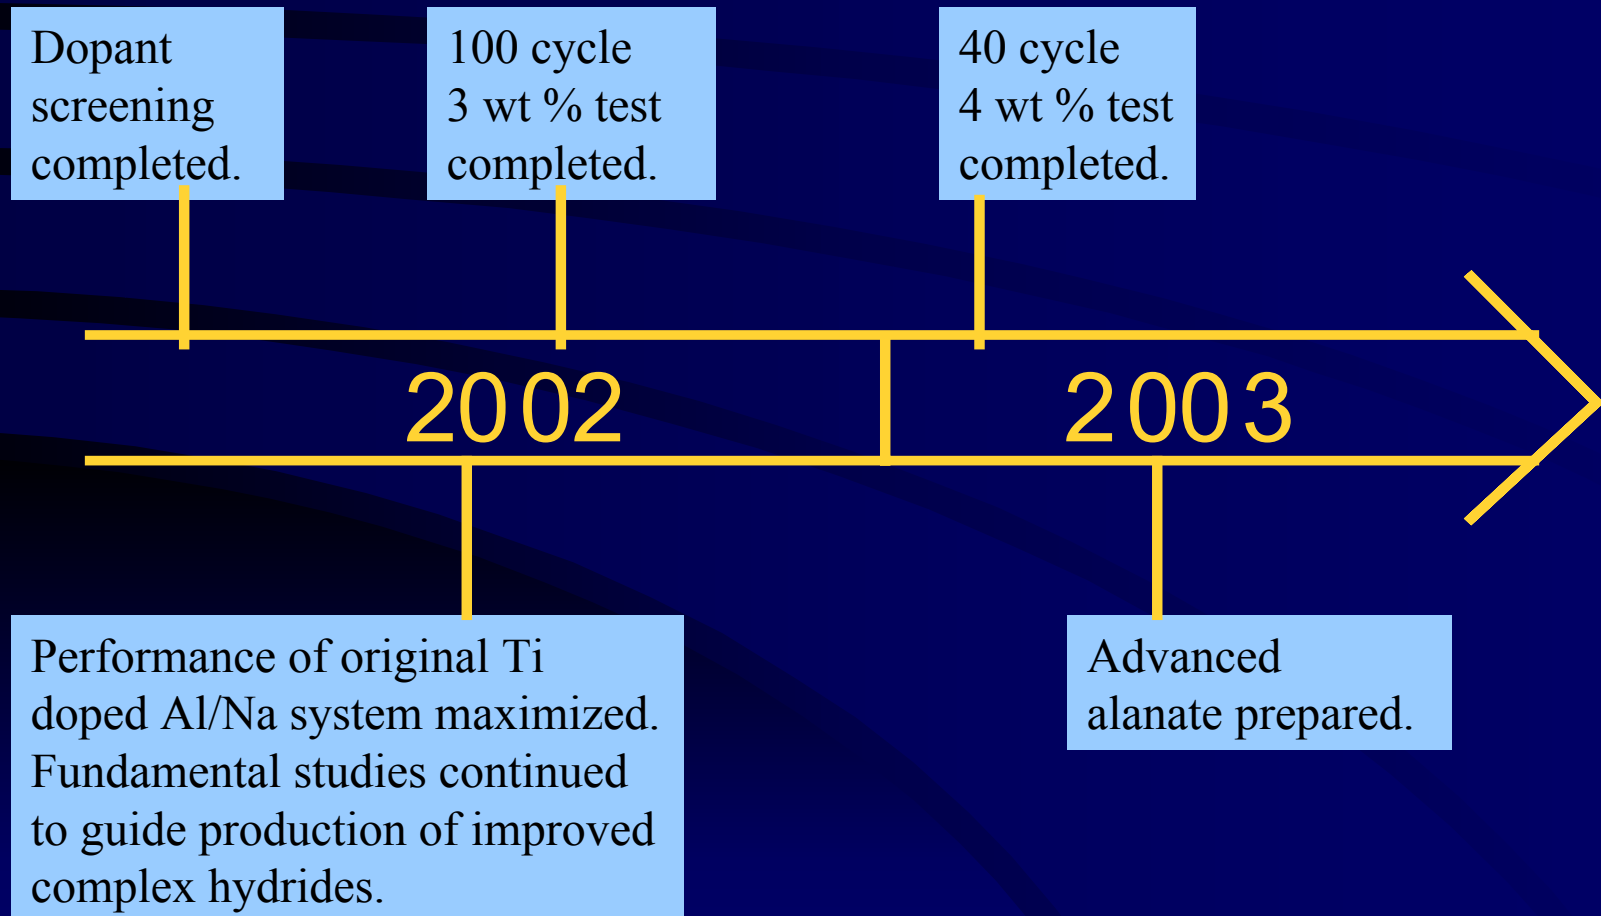 Dopant
screening
completed.
100 cycle
3 wt % test
completed.
40 cycle
4 wt % test
completed.
2002
2003
Performance of original Ti
doped Al/Na system maximized.
Fundamental studies continued
to guide production of improved
complex hydrides.
Advanced
alanate prepared.